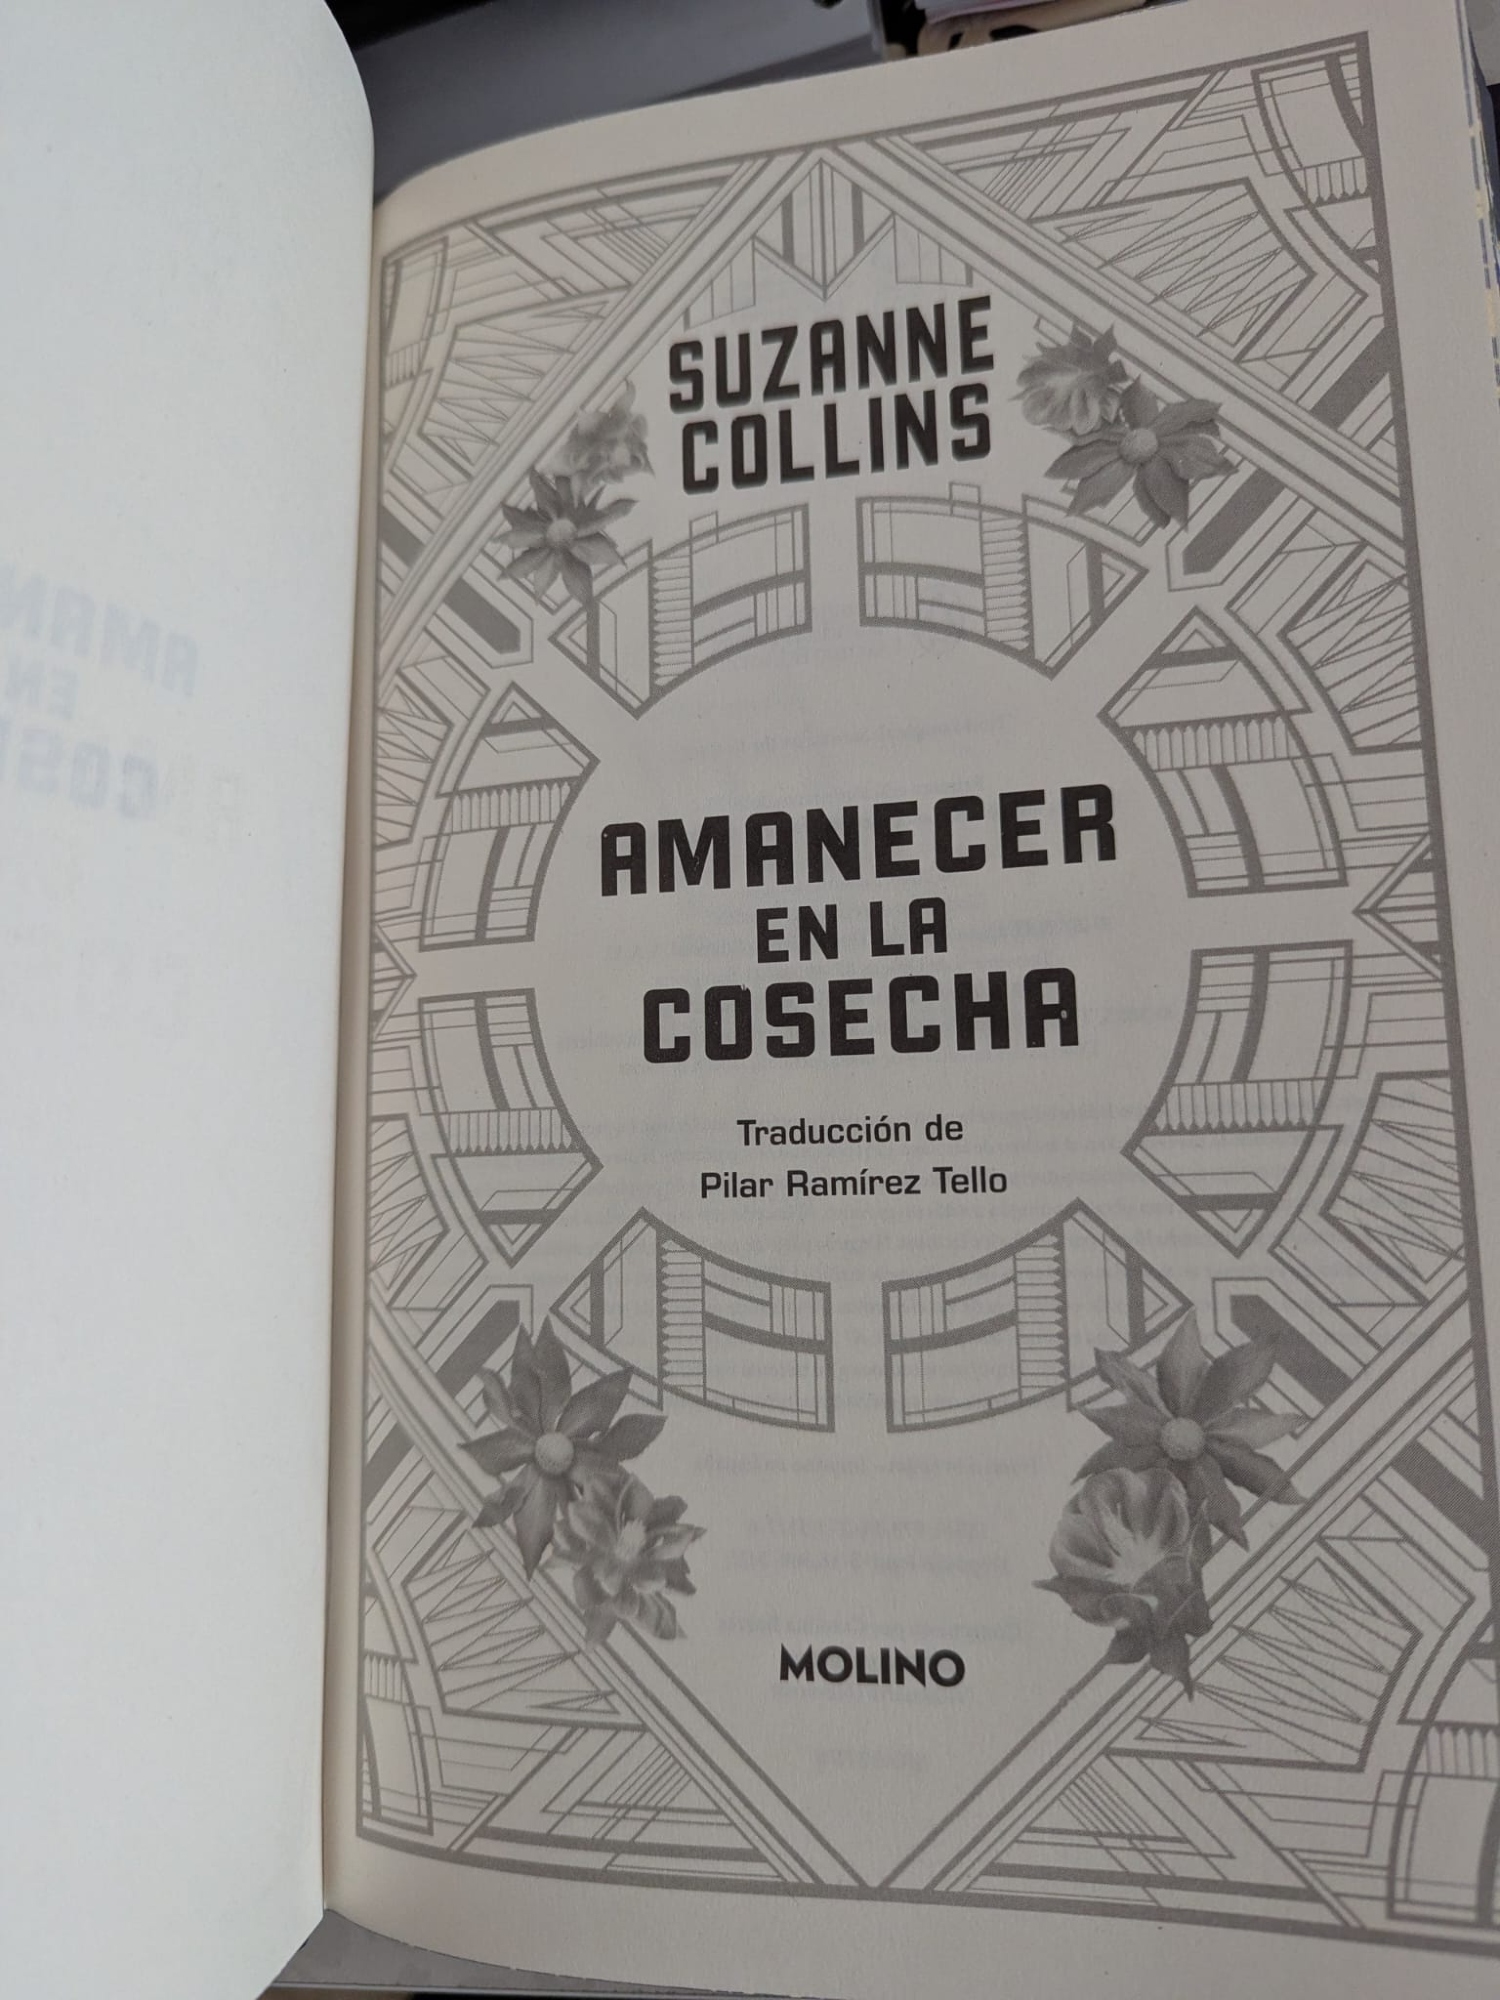 SUZANNE
COLLINS
AMANECER
EN LA
COSECHA
Traducción de
Pilar Ramírez Tello
MOLINO